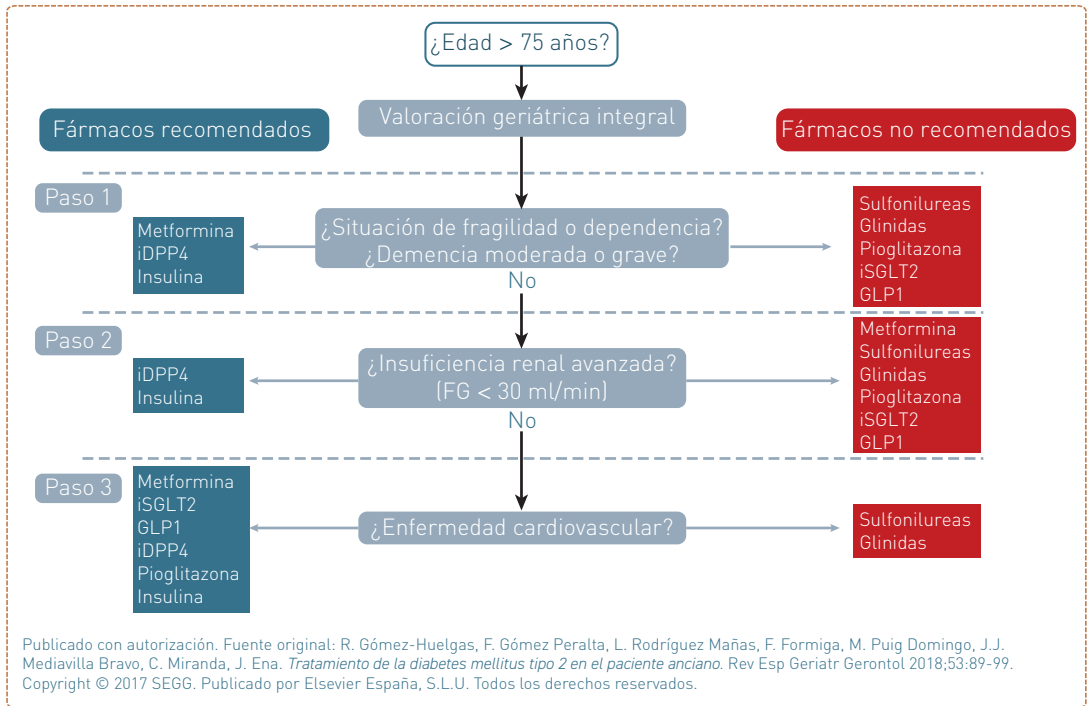 ¿Edad > 75 años?
Valoración geriátrica integral
Fármacos recomendados
Fármacos no recomendados
Paso 1
Metformina
iDPP4
Insulina
¿Situación de fragilidad o dependencia?
¿Demencia moderada o grave?
No
Sulfonilureas
Glinidas
Pioglitazona
iSGLT2
GLP1
Paso 2
iDPP4
Insulina
¿Insuficiencia renal avanzada?
(FG < 30 ml/min)
No
Metformina
Sulfonilureas
Glinidas
Pioglitazona
iSGLT2
GLP1
Paso 3
Metformina
iSGLT2
GLP1
iDPP4
Pioglitazona
Insulina
¿Enfermedad cardiovascular?
Sulfonilureas
Glinidas
Publicado con autorización. Fuente original: R. Gómez-Huelgas, F. Gómez Peralta, L. Rodríguez Mañas, F. Formiga, M. Puig Domingo, J.J.
Mediavilla Bravo, C. Miranda, J. Ena. Tratamiento de la diabetes mellitus tipo 2 en el paciente anciano. Rev Esp Geriatr Gerontol 2018;53:89-99.
Copyright © 2017 SEGG. Publicado por Elsevier España, S.L.U. Todos los derechos reservados.